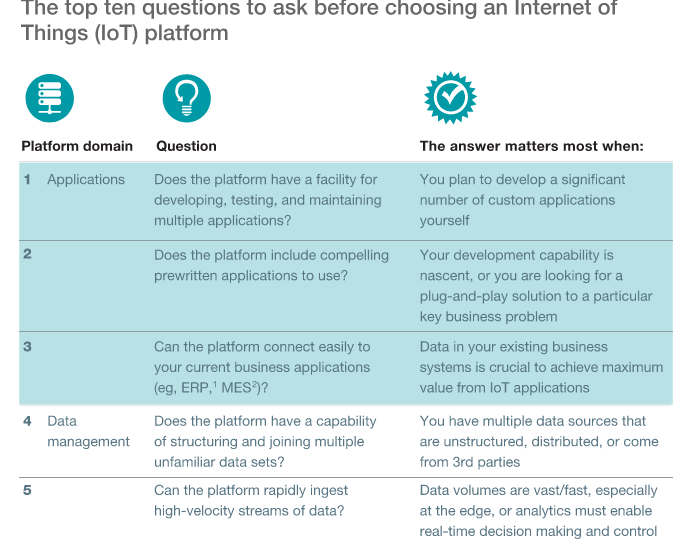 The top ten questions to ask before choosing an Internet of
Things (IoT) platform
Platform domain Question The answer matters most when:
1 Applications Does the platform have a facility for
developing, testing, and maintaining
multiple applications?
You plan to develop a significant
number of custom applications
yourself
2 Does the platform include compelling
prewritten applications to use?
Your development capability is
nascent, or you are looking for a
plug-and-play solution to a particular
key business problem
3 Can the platform connect easily to
your current business applications
(eg, ERP,¹ MES²)?
Data in your existing business
systems is crucial to achieve maximum
value from IoT applications
4 Data
management
Does the platform have a capability
of structuring and joining multiple
unfamiliar data sets?
You have multiple data sources that
are unstructured, distributed, or come
from 3rd parties
5 Can the platform rapidly ingest
high-velocity streams of data?
Data volumes are vast/fast, especially
at the edge, or analytics must enable
real-time decision making and control